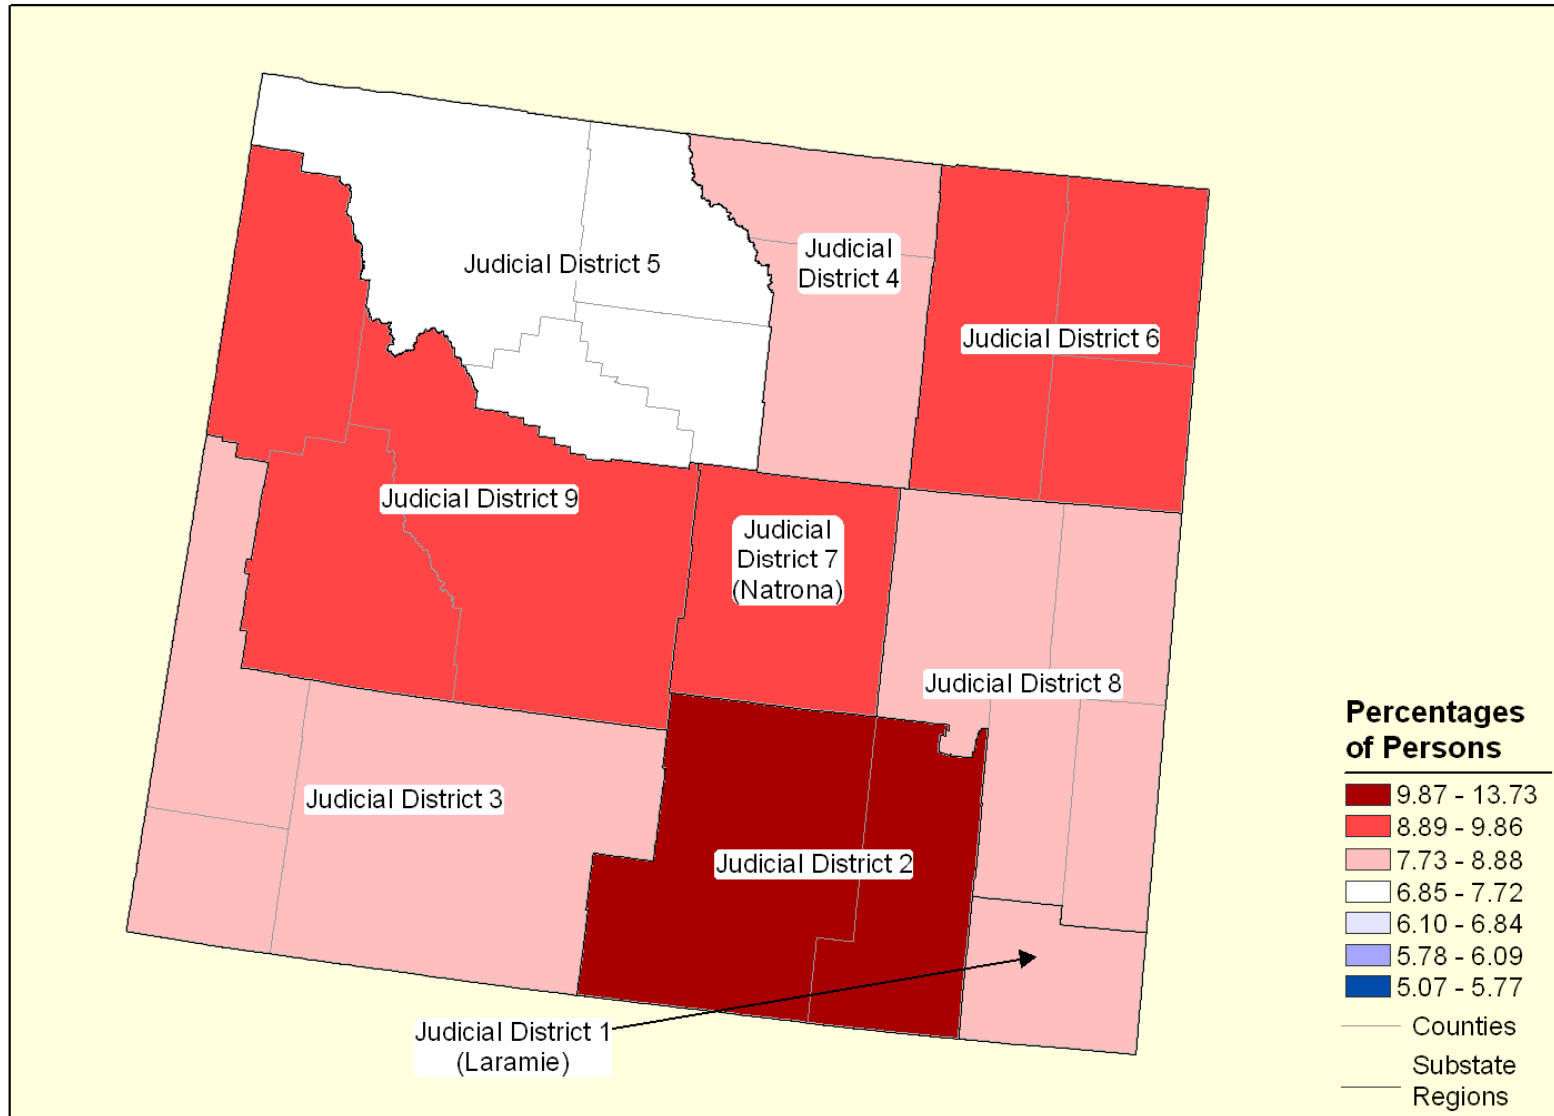 Judicial District 5
Judicial
District 4
Judicial District 6
Judicial District 9
Judicial
District 7
(Natrona)
Judicial District 8
Judicial District 3
Judicial District 2
Judicial District 1
(Laramie)
Percentages
of Persons
9.87 - 13.73
8.89 - 9.86
7.73 - 8.88
6.85 - 7.72
6.10 - 6.84
5.78 - 6.09
5.07 - 5.77
Counties
Substate
Regions